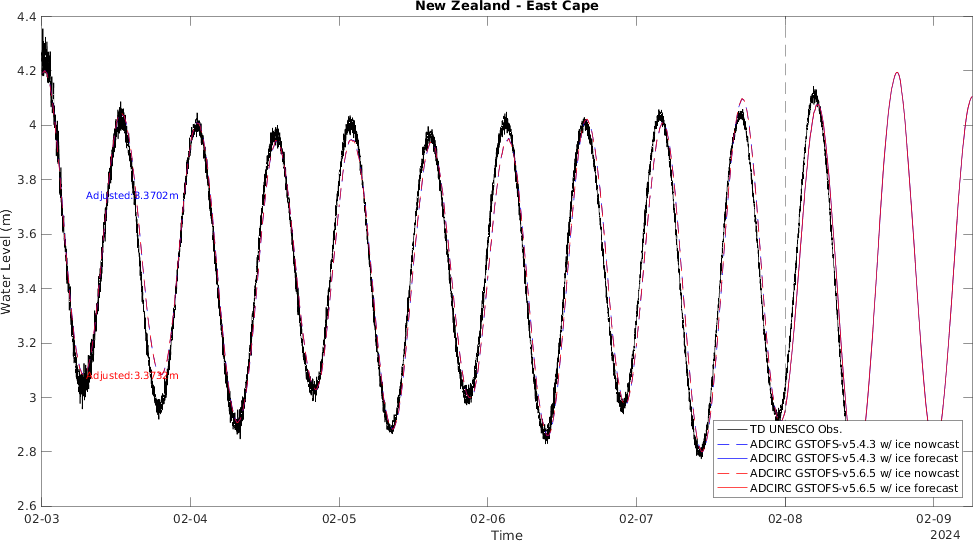 New Zealand - East Cape
4.4
4.2
4
3.8
3.6
3.4
3.2
3
2.8
2.6
Water Level (m)
Adjusted:3.3702m
Adjusted:3.3732m
TD UNESCO Obs.
ADCIRC GSTOFS-v5.4.3 w/ ice nowcast
ADCIRC GSTOFS-v5.4.3 w/ ice forecast
ADCIRC GSTOFS-v5.6.5 w/ ice nowcast
ADCIRC GSTOFS-v5.6.5 w/ ice forecast
02-03 02-04 02-05 02-06 02-07 02-08 02-09
Time
2024